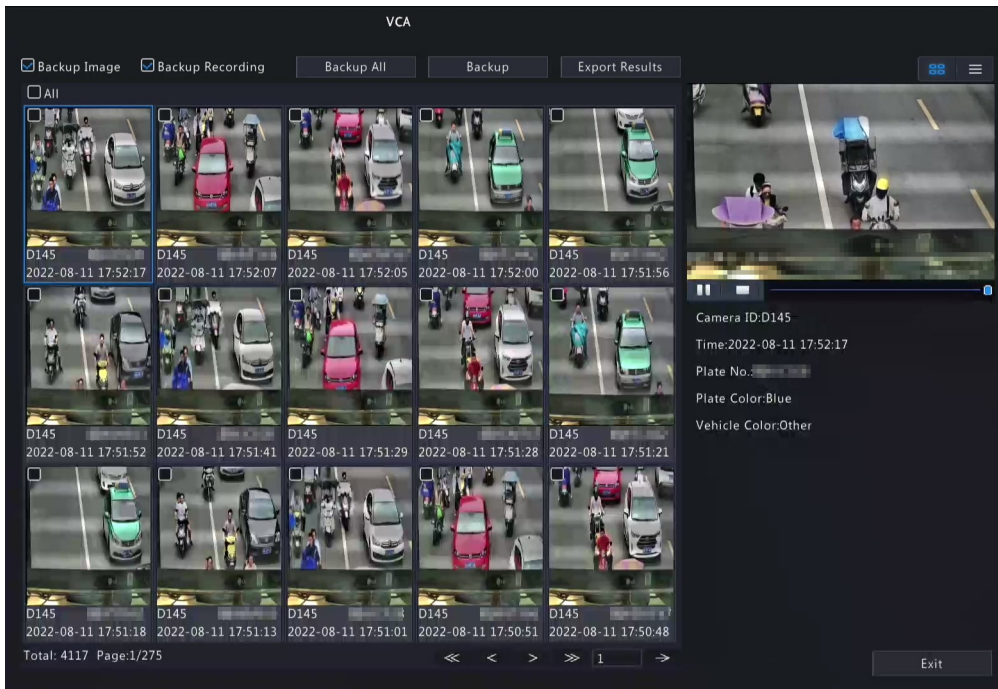 VCA
Backup Image Backup Recording Backup All Backup Export Results
All
D145 D145 D145 D145 D145
2022-08-11 17:52:17 2022-08-11 17:52:07 2022-08-11 17:52:05 2022-08-11 17:52:00 2022-08-11 17:51:56
Camera ID:D145
Time:2022-08-11 17:52:17
Plate No.:
Plate Color:Blue
Vehicle Color:Other
D145 D145 D145 D145 D145
2022-08-11 17:51:52 2022-08-11 17:51:41 2022-08-11 17:51:29 2022-08-11 17:51:28 2022-08-11 17:51:21
D145 D145 D145 D145 D145
2022-08-11 17:51:18 2022-08-11 17:51:13 2022-08-11 17:51:01 2022-08-11 17:50:51 2022-08-11 17:50:48
Total: 4117 Page:1/275
1
Exit